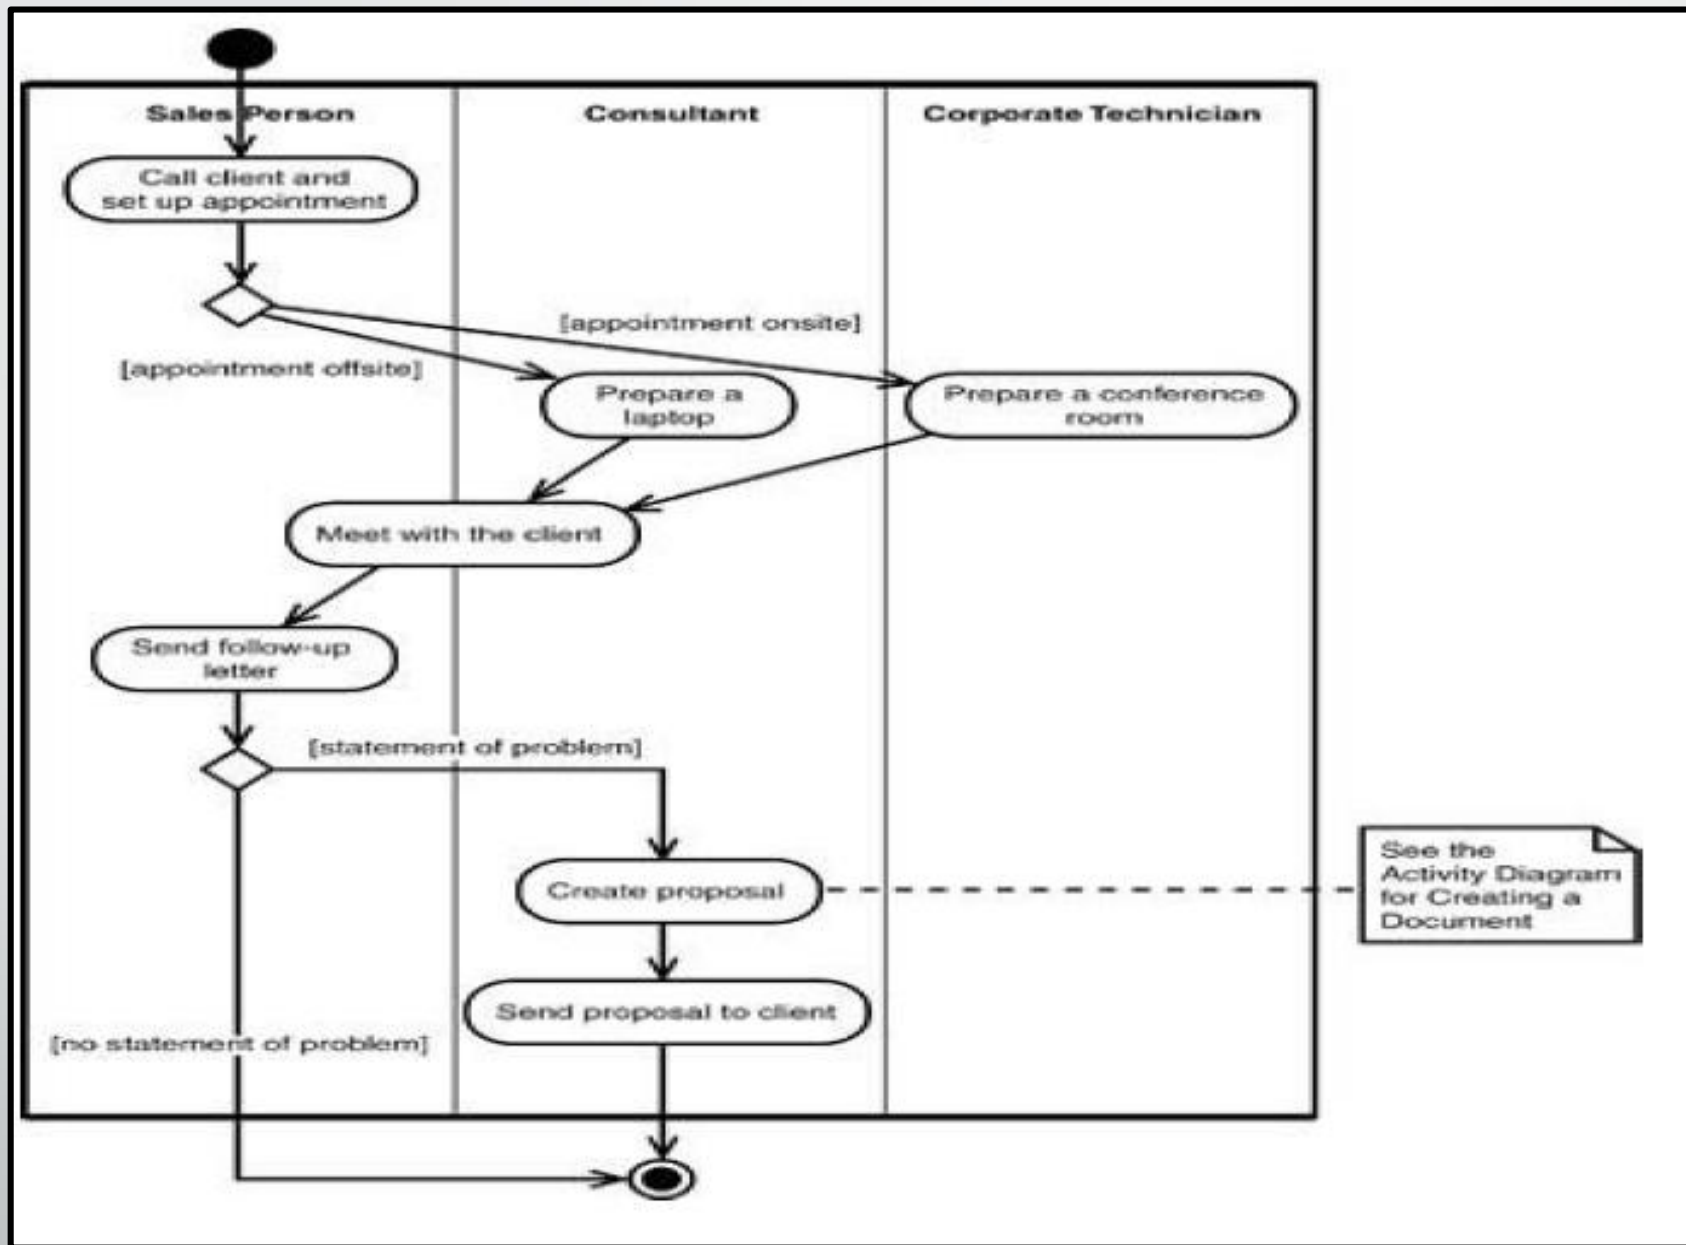 Sales Person
Consultant
Corporate Technician
Call client and
set up appointment
[appointment onsite]
[appointment offsite]
Prepare a
laptop
Prepare a conference
room
Meet with the client
Send follow-up
letter
[statement of problem]
Create proposal
See the
Activity Diagram
for Creating a
Document
Send proposal to client
[no statement of problem]